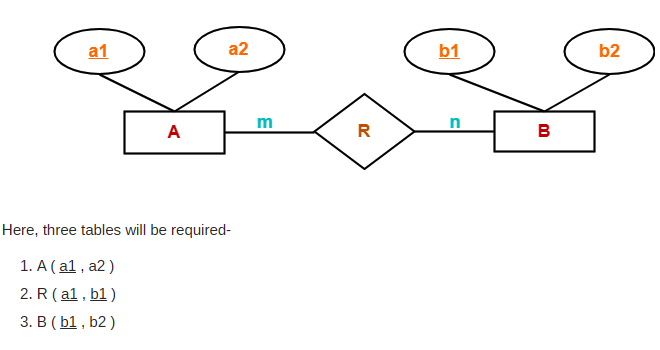 a1 a2 b1 b2
A m R n B
Here, three tables will be required-
1. A ( a1 , a2 )
2. R ( a1 , b1 )
3. B ( b1 , b2 )